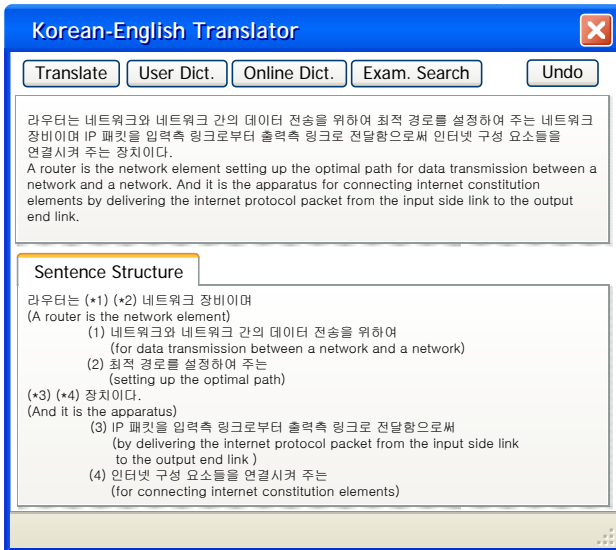 Korean-English Translator
Translate User Dict. Online Dict. Exam. Search Undo
라우터는 네트워크와 네트워크 간의 데이터 전송을 위하여 최적 경로를 설정하여 주는 네트워크
장비이며 IP 패킷을 입력측 링크로부터 출력측 링크로 전달함으로써 인터넷 구성 요소들을
연결시켜 주는 장치이다.
A router is the network element setting up the optimal path for data transmission between a
network and a network. And it is the apparatus for connecting internet constitution
elements by delivering the internet protocol packet from the input side link to the output
end link.
Sentence Structure
라우터는 (*1) (*2) 네트워크 장비이며
(A router is the network element)
(1) 네트워크와 네트워크 간의 데이터 전송을 위하여
(for data transmission between a network and a network)
(2) 최적 경로를 설정하여 주는
(setting up the optimal path)
(*3) (*4) 장치이다.
(And it is the apparatus)
(3) IP 패킷을 입력측 링크로부터 출력측 링크로 전달함으로써
(by delivering the internet protocol packet from the input side link
to the output end link )
(4) 인터넷 구성 요소들을 연결시켜 주는
(for connecting internet constitution elements)